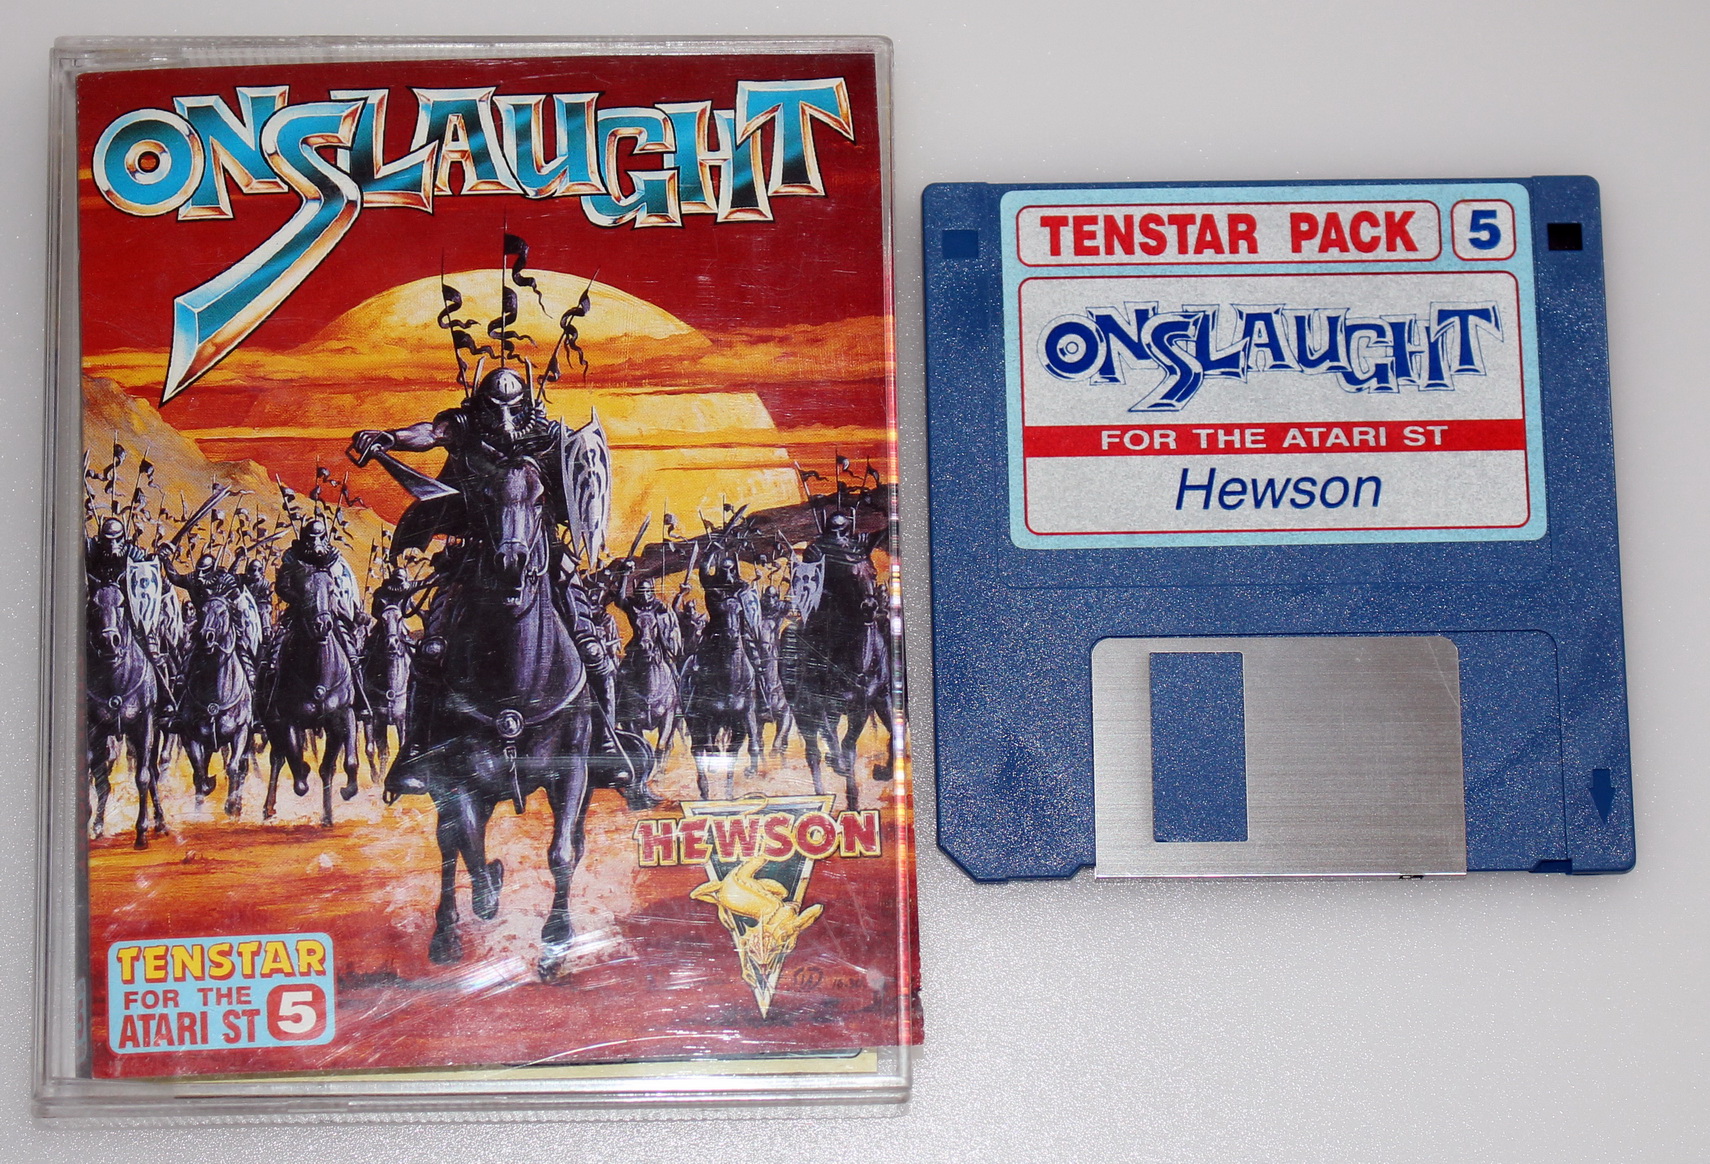 ONSLAUGHT
HEWSON
TENSTAR
FOR THE
ATARI ST 5
TENSTAR PACK 5
ONSLAUGHT
FOR THE ATARI ST
Hewson